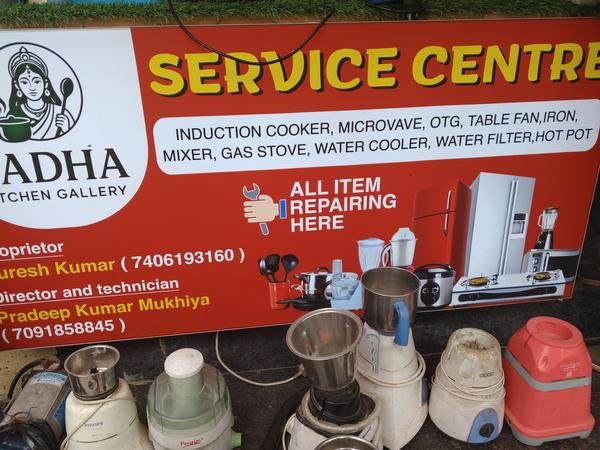 SERVICE CENTRE
INDUCTION COOKER, MICROVAVE, OTG, TABLE FAN,IRON,
MIXER, GAS STOVE, WATER COOLER, WATER FILTER,HOT POT
ADHA
TCHEN GALLERY
ALL ITEM
REPAIRING
HERE
oprietor
uresh Kumar ( 7406193160 )
Director and technician
Pradeep Kumar Mukhiya
( 7091858845 )
PHILIPS
Prestige